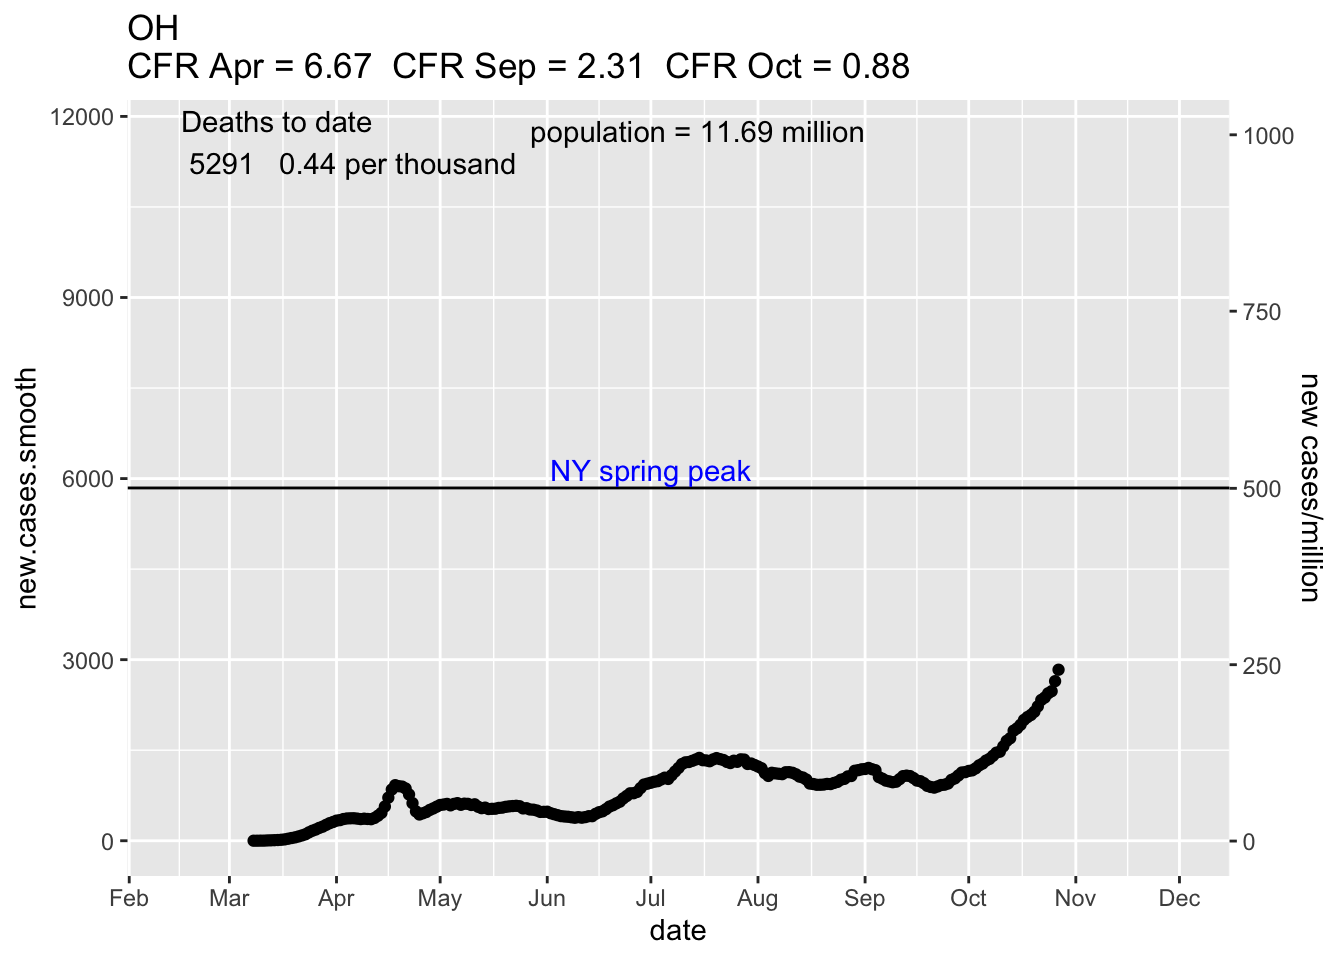 OH
CFR Apr = 6.67  CFR Sep = 2.31  CFR Oct = 0.88
Deaths to date
5291   0.44 per thousand
population = 11.69 million
NY spring peak
new.cases.smooth
12000
9000
6000
3000
0
1000
750
500
250
0
new cases/million
Feb Mar Apr May Jun Jul Aug Sep Oct Nov Dec
date